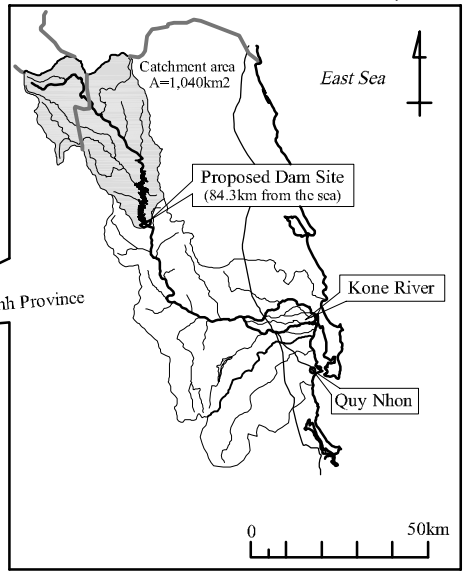 Catchment area
A=1,040km2
East Sea
Proposed Dam Site
(84.3km from the sea)
Kone River
nh Province
Quy Nhon
0
50km